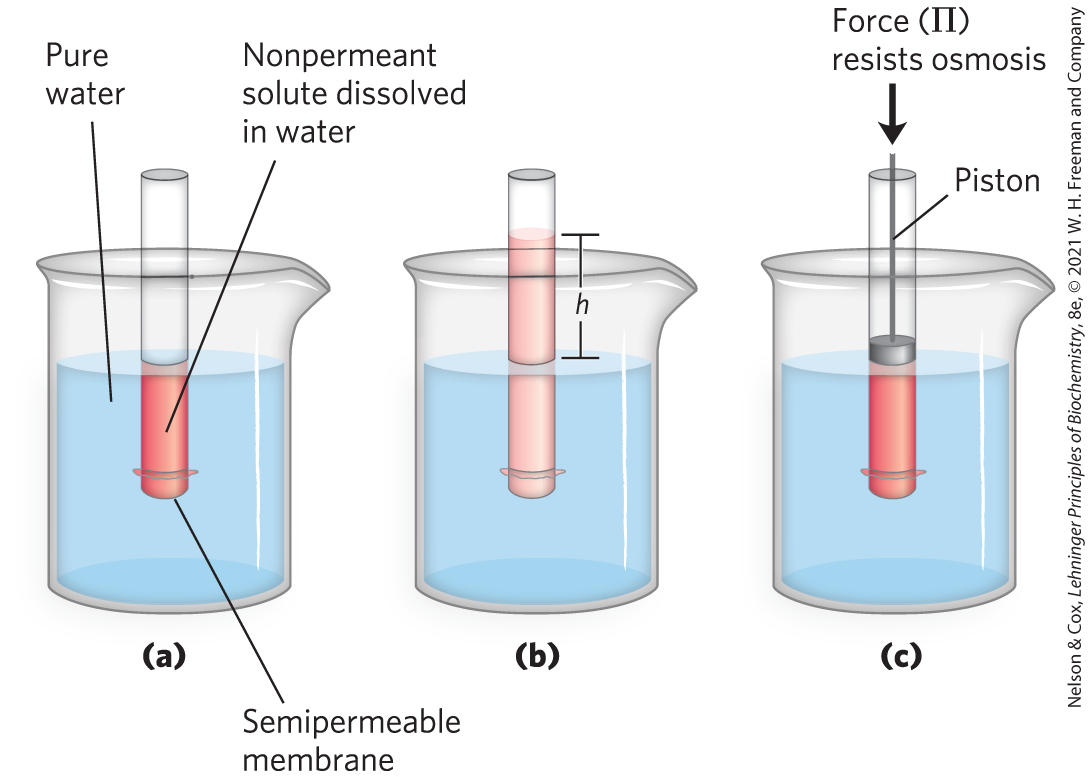 Pure
water
Nonpermeant
solute dissolved
in water
Force (Π)
resists osmosis
Piston
h
(a)
(b)
(c)
Semipermeable
membrane
Nelson & Cox, Lehninger Principles of Biochemistry, 8e, © 2021 W. H. Freeman and Company